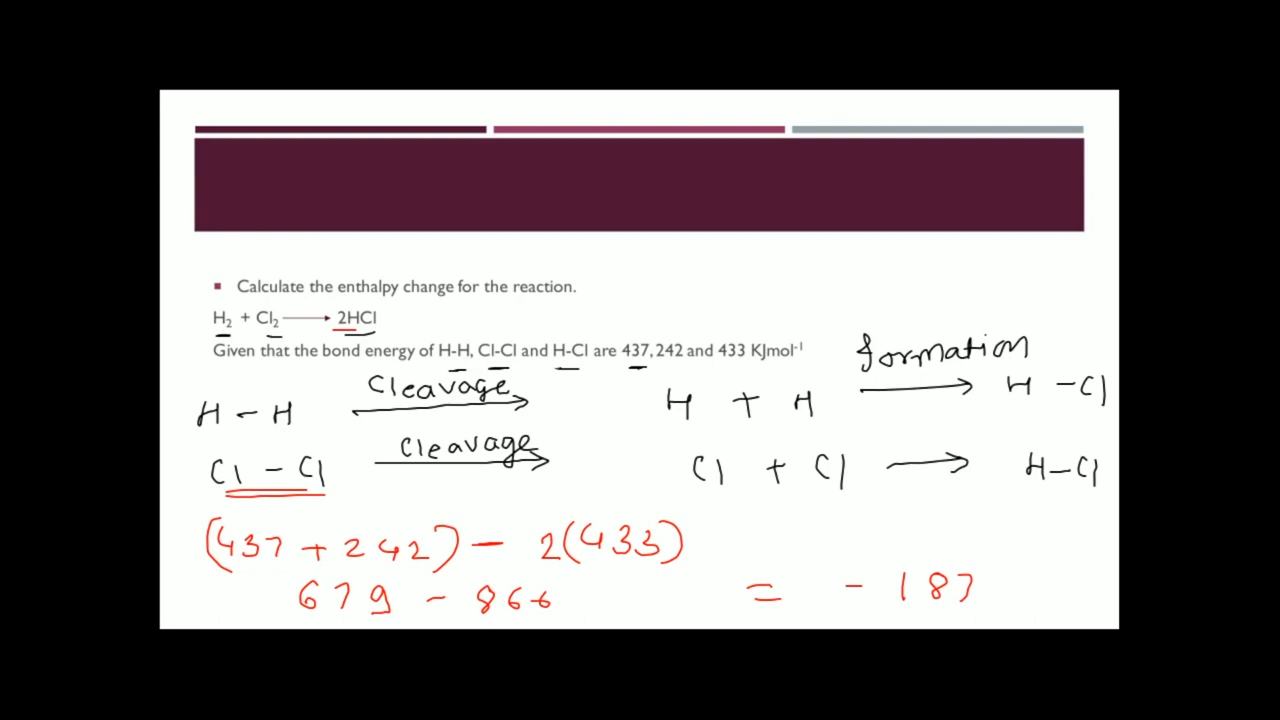 Calculate the enthalpy change for the reaction.
H₂ + Cl₂ ⟶ 2HCl
Given that the bond energy of H-H, Cl-Cl and H-Cl are 437, 242 and 433 KJmol⁻¹
Cleavage formation
H - H ⟶ H + H ⟶ H - Cl
Cleavage
Cl - Cl ⟶ Cl + Cl ⟶ H - Cl
(437 + 242) - 2(433)
679 - 866 = - 187